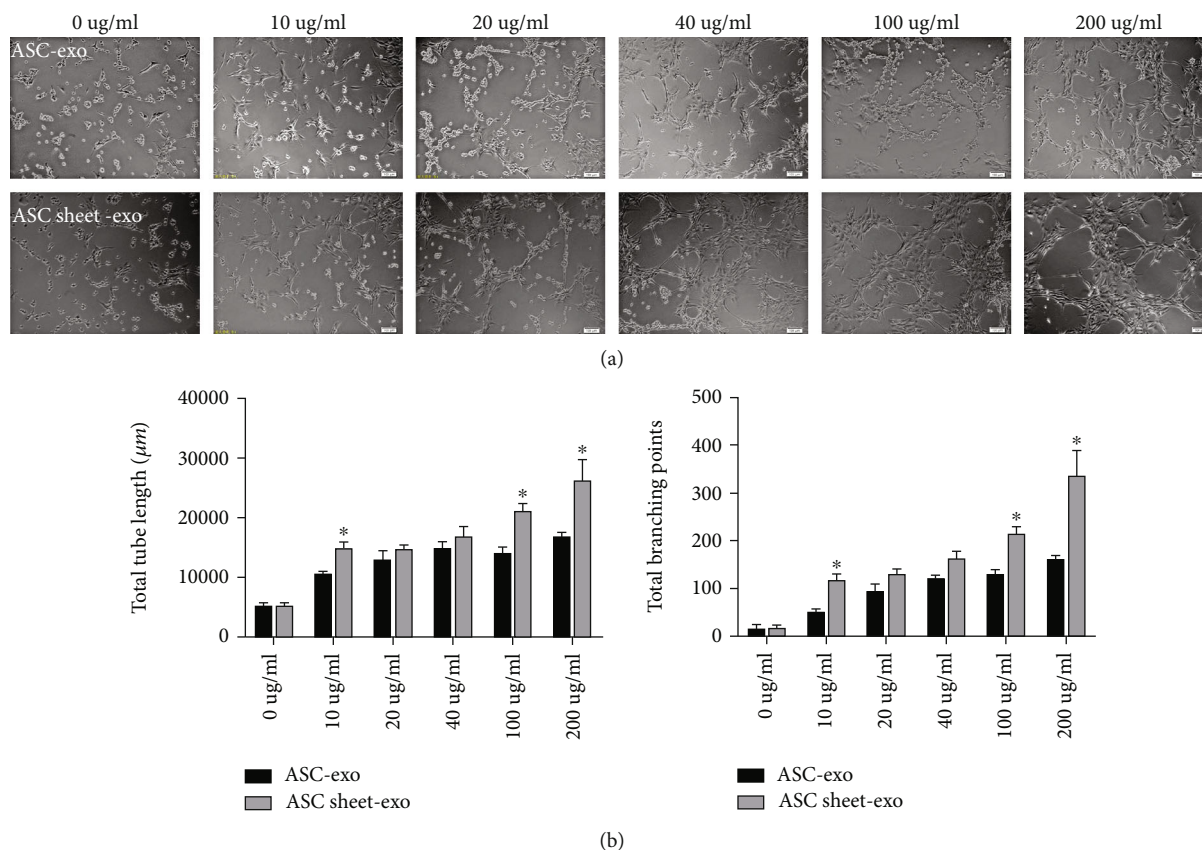 0 ug/ml 10 ug/ml 20 ug/ml 40 ug/ml 100 ug/ml 200 ug/ml
ASC-exo
ASC sheet -exo
(a)
Total tube length (μm)
40000
30000
20000
10000
0
* * *
0 ug/ml 10 ug/ml 20 ug/ml 40 ug/ml 100 ug/ml 200 ug/ml
ASC-exo
ASC sheet-exo
Total branching points
500
400
300
200
100
0
* * *
0 ug/ml 10 ug/ml 20 ug/ml 40 ug/ml 100 ug/ml 200 ug/ml
ASC-exo
ASC sheet-exo
(b)